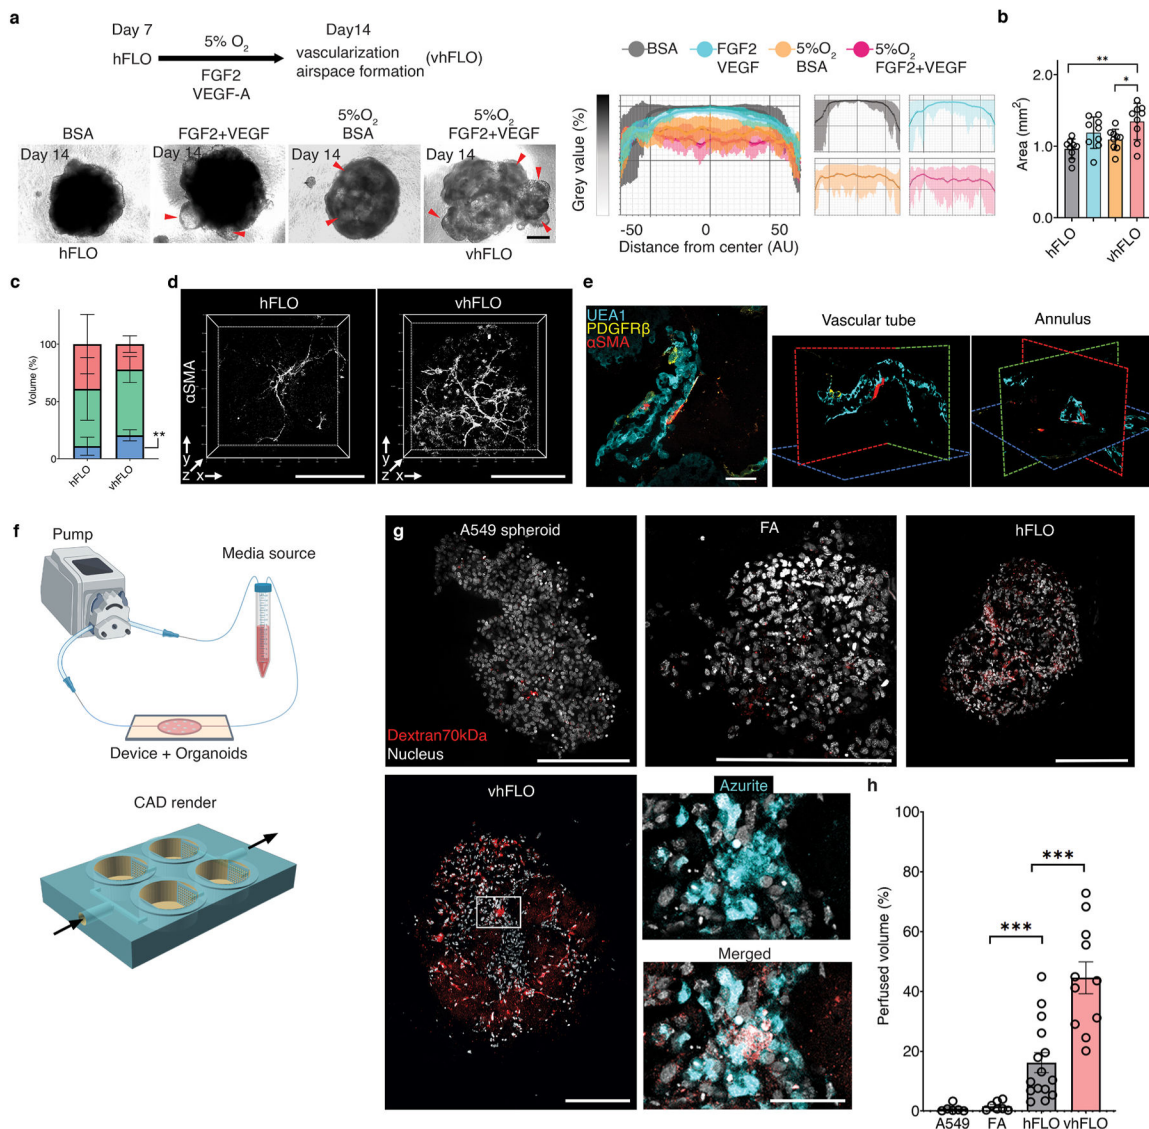 a
Day 7
5% O2
Day14
hFLO
vascularization
airspace formation
(vhFLO)
FGF2
VEGF-A
BSA
FGF2+VEGF
5%O2
BSA
5%O2
FGF2+VEGF
Day 14
Day 14
Day 14
Day 14
hFLO
vhFLO
BSA
FGF2
VEGF
5%O2
BSA
5%O2
FGF2+VEGF
Grey value (%)
-50
0
50
Distance from center (AU)
b
**
*
2.0
1.0
0.0
Area (mm2)
hFLO
vhFLO
c
100
50
0
Volume (%)
**
hFLO
vhFLO
d
hFLO
vhFLO
αSMA
y
z x
y
z x
e
UEA1
PDGFRβ
αSMA
Vascular tube
Annulus
f
Pump
Media source
Device + Organoids
CAD render
g
A549 spheroid
FA
hFLO
Dextran70kDa
Nucleus
vhFLO
Azurite
Merged
h
100
80
60
40
20
0
Perfused volume (%)
***
***
A549
FA
hFLO
vhFLO